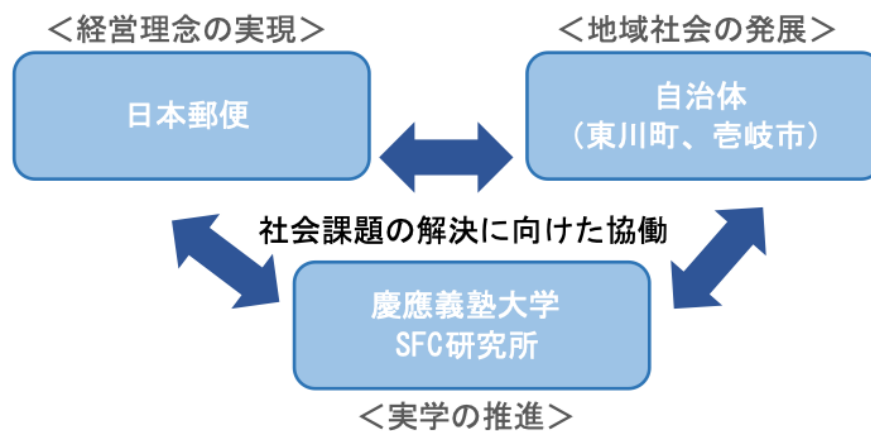 ＜経営理念の実現＞
＜地域社会の発展＞
日本郵便
自治体
（東川町、壱岐市）
社会課題の解決に向けた協働
慶應義塾大学
SFC研究所
＜実学の推進＞